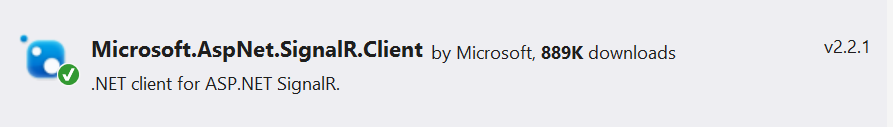 Microsoft.AspNet.SignalR.Client by Microsoft, 889K downloads v2.2.1
.NET client for ASP.NET SignalR.